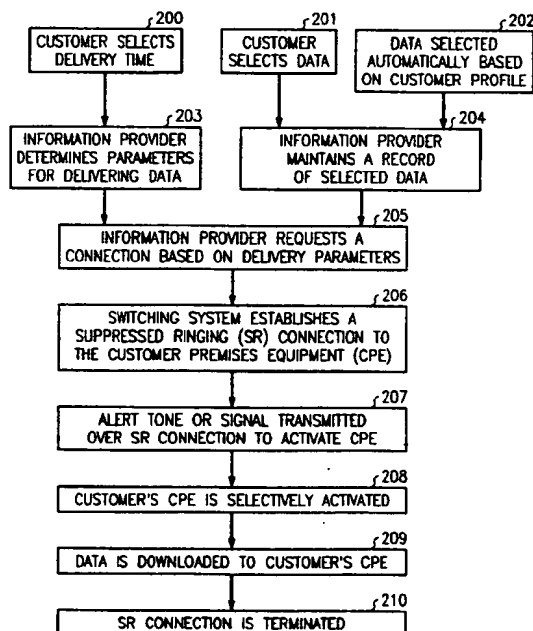 200
CUSTOMER SELECTS
DELIVERY TIME
201
CUSTOMER
SELECTS DATA
202
DATA SELECTED
AUTOMATICALLY BASED
ON CUSTOMER PROFILE
203
INFORMATION PROVIDER
DETERMINES PARAMETERS
FOR DELIVERING DATA
204
INFORMATION PROVIDER
MAINTAINS A RECORD
OF SELECTED DATA
205
INFORMATION PROVIDER REQUESTS A
CONNECTION BASED ON DELIVERY PARAMETERS
206
SWITCHING SYSTEM ESTABLISHES A
SUPPRESSED RINGING (SR) CONNECTION TO
THE CUSTOMER PREMISES EQUIPMENT (CPE)
207
ALERT TONE OR SIGNAL TRANSMITTED
OVER SR CONNECTION TO ACTIVATE CPE
208
CUSTOMER'S CPE IS SELECTIVELY ACTIVATED
209
DATA IS DOWNLOADED TO CUSTOMER'S CPE
210
SR CONNECTION IS TERMINATED